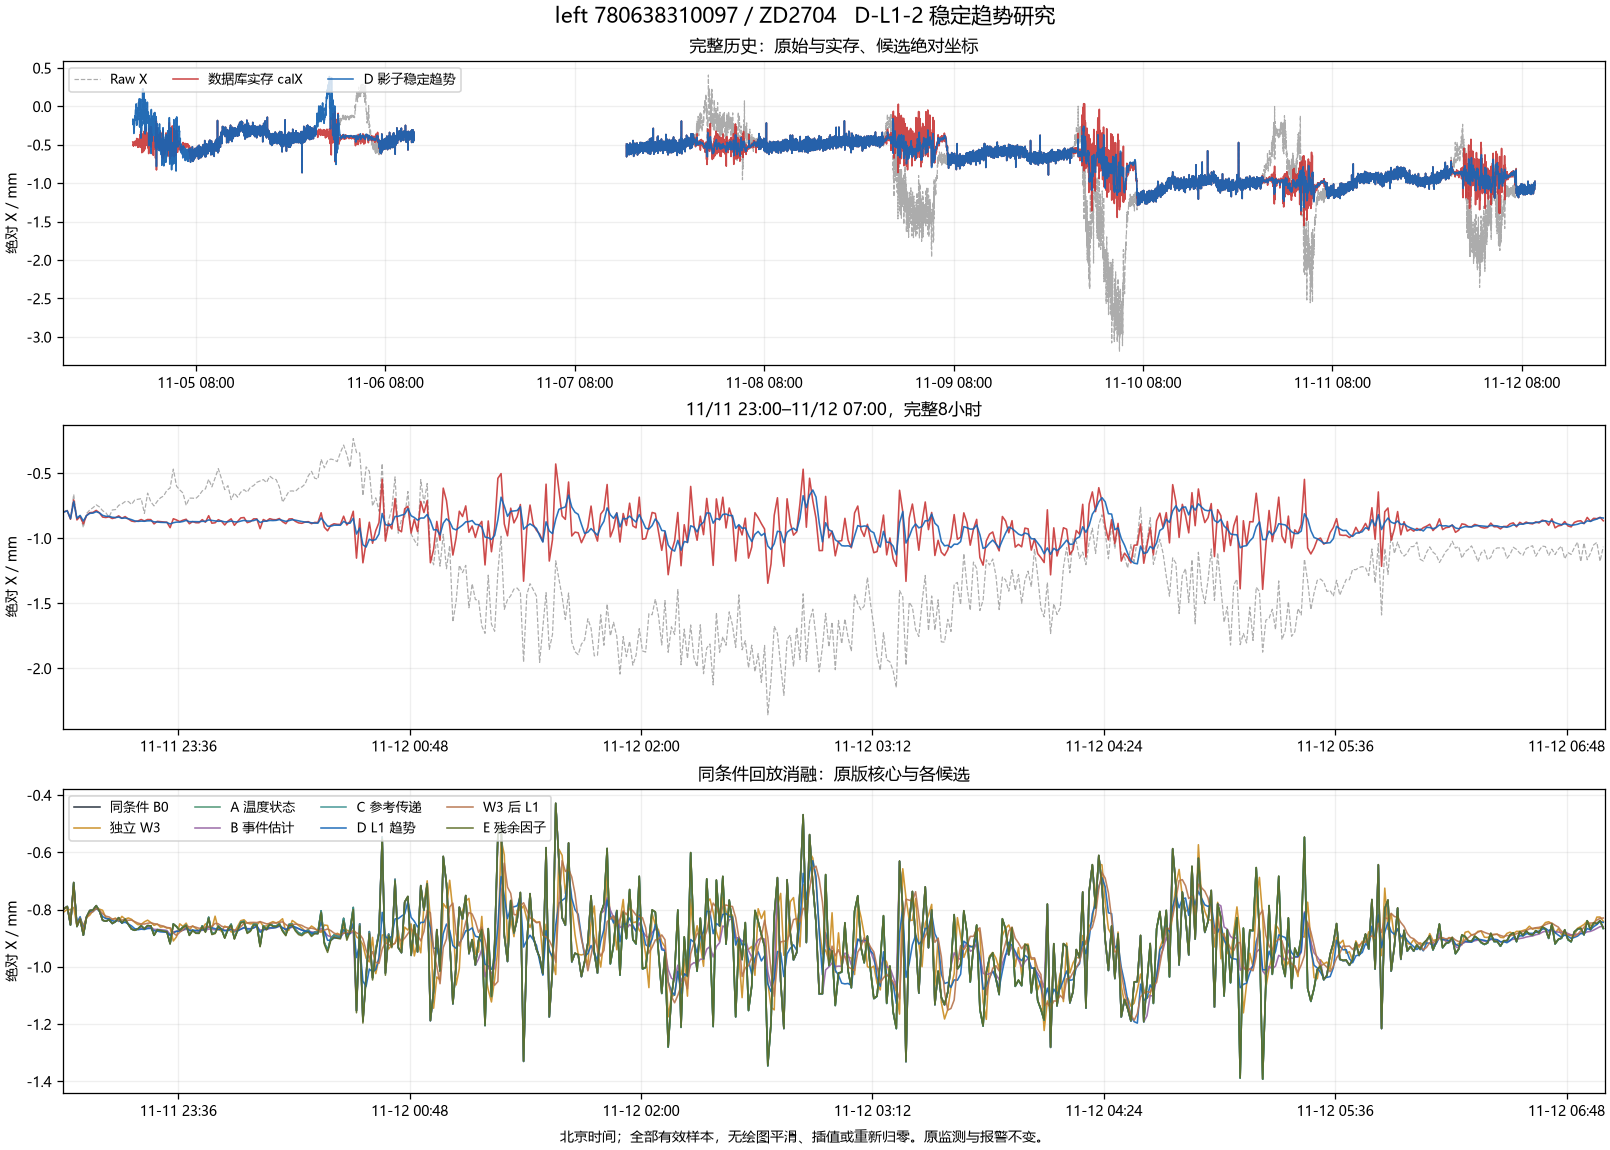 left 780638310097 / ZD2704   D-L1-2 稳定趋势研究
完整历史：原始与实存、候选绝对坐标
Raw X
数据库实存 calX
D 影子稳定趋势
绝对 X / mm
0.5
0.0
-0.5
-1.0
-1.5
-2.0
-2.5
-3.0
11-05 08:00
11-06 08:00
11-07 08:00
11-08 08:00
11-09 08:00
11-10 08:00
11-11 08:00
11-12 08:00
11/11 23:00–11/12 07:00，完整8小时
绝对 X / mm
-0.5
-1.0
-1.5
-2.0
11-11 23:36
11-12 00:48
11-12 02:00
11-12 03:12
11-12 04:24
11-12 05:36
11-12 06:48
同条件回放消融：原版核心与各候选
同条件 B0
A 温度状态
C 参考传递
W3 后 L1
独立 W3
B 事件估计
D L1 趋势
E 残余因子
绝对 X / mm
-0.4
-0.6
-0.8
-1.0
-1.2
-1.4
11-11 23:36
11-12 00:48
11-12 02:00
11-12 03:12
11-12 04:24
11-12 05:36
11-12 06:48
北京时间；全部有效样本，无绘图平滑、插值或重新归零。原监测与报警不变。